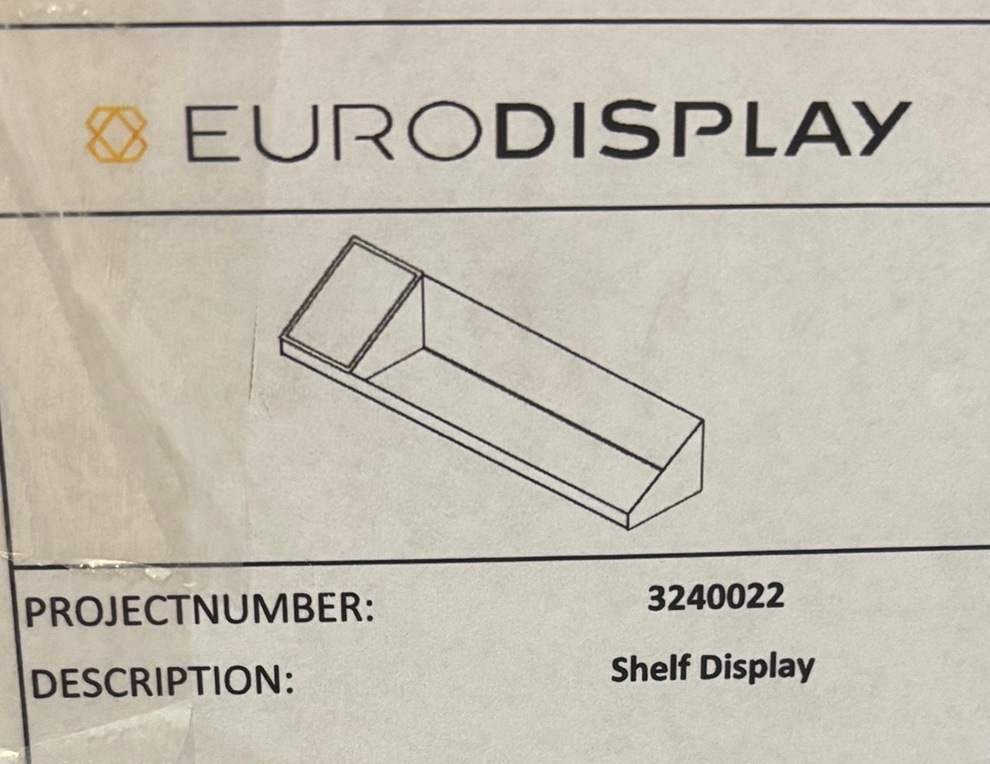 EURODISPLAY
PROJECTNUMBER: 3240022
DESCRIPTION: Shelf Display